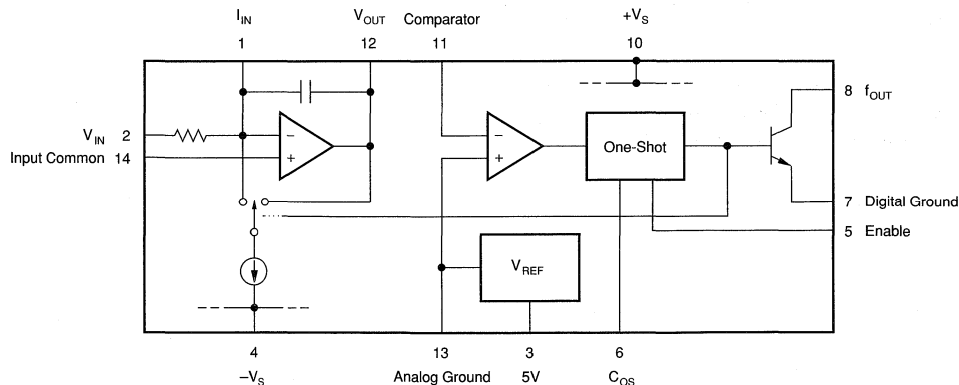 I_IN
V_OUT
Comparator
+V_S
1
12
11
10
8 f_OUT
V_IN 2
Input Common 14
−
+
−
+
One-Shot
7 Digital Ground
5 Enable
V_REF
4
13
3
6
−V_S
Analog Ground
5V
C_OS